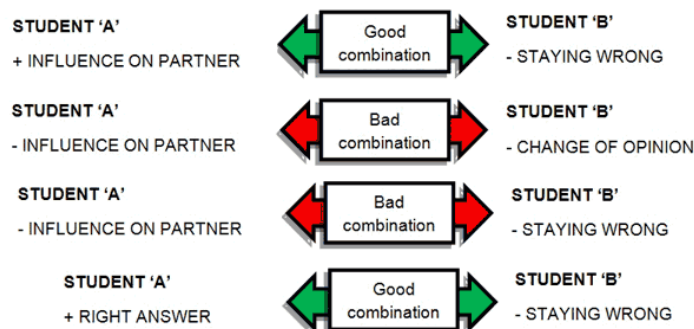 STUDENT ‘A’
+ INFLUENCE ON PARTNER
Good
combination
STUDENT ‘B’
- STAYING WRONG
STUDENT ‘A’
- INFLUENCE ON PARTNER
Bad
combination
STUDENT ‘B’
- CHANGE OF OPINION
STUDENT ‘A’
- INFLUENCE ON PARTNER
Bad
combination
STUDENT ‘B’
- STAYING WRONG
STUDENT ‘A’
+ RIGHT ANSWER
Good
combination
STUDENT ‘B’
- STAYING WRONG